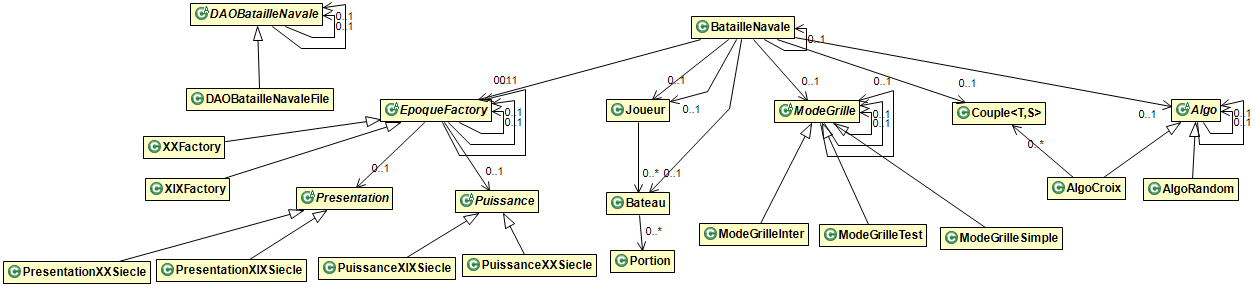 DAOBatailleNavale
0..1
0..1
BatailleNavale
0..1
DAOBatailleNavaleFile
0..1
0..1
0..1
0..1
EpoqueFactory
0..1
0..1
Joueur
0..1
ModeGrille
0..1
0..1
Couple<T,S>
0..1
Algo
0..1
0..1
XXFactory
XIXFactory
0..1
0..1
0..*
0..1
0..*
Presentation
Puissance
Bateau
AlgoCroix
AlgoRandom
0..*
ModeGrilleInter
ModeGrilleTest
ModeGrilleSimple
PresentationXXSiecle
PresentationXIXSiecle
PuissanceXIXSiecle
PuissanceXXSiecle
Portion